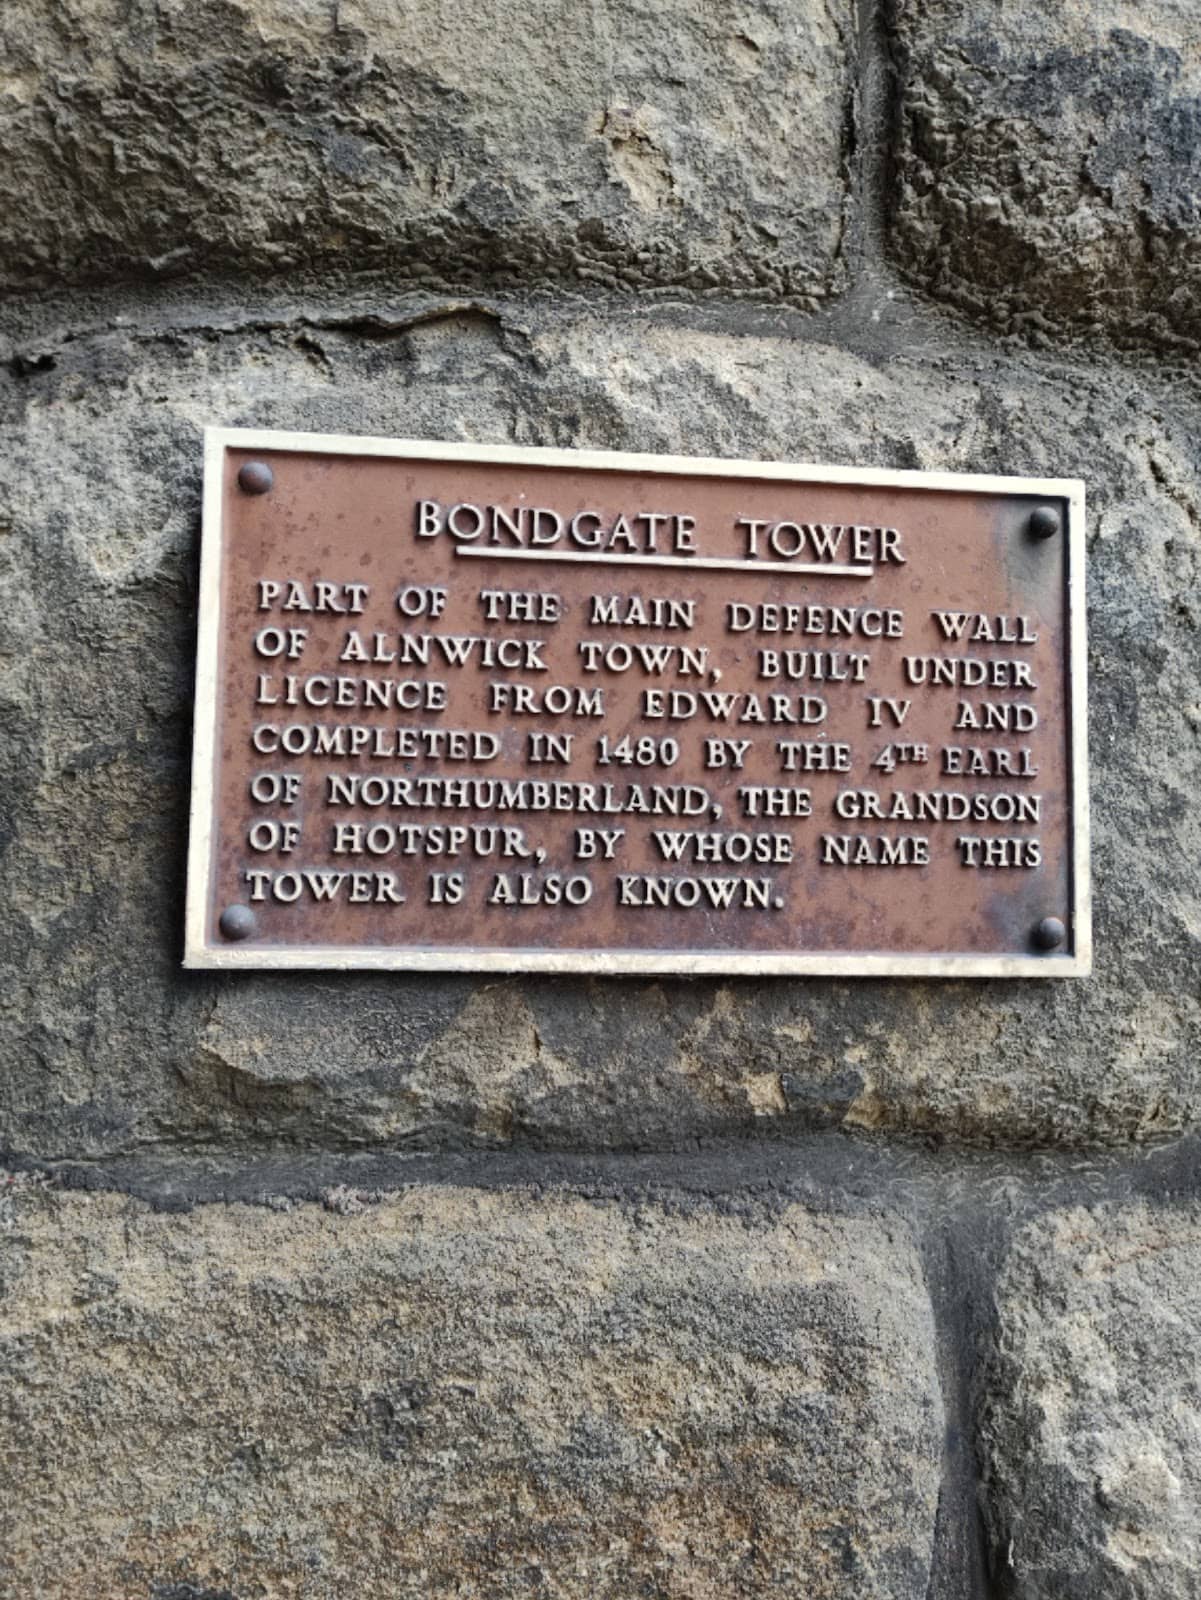 BONDGATE TOWER
PART OF THE MAIN DEFENCE WALL
OF ALNWICK TOWN, BUILT UNDER
LICENCE FROM EDWARD IV AND
COMPLETED IN 1480 BY THE 4TH EARL
OF NORTHUMBERLAND, THE GRANDSON
OF HOTSPUR, BY WHOSE NAME THIS
TOWER IS ALSO KNOWN.